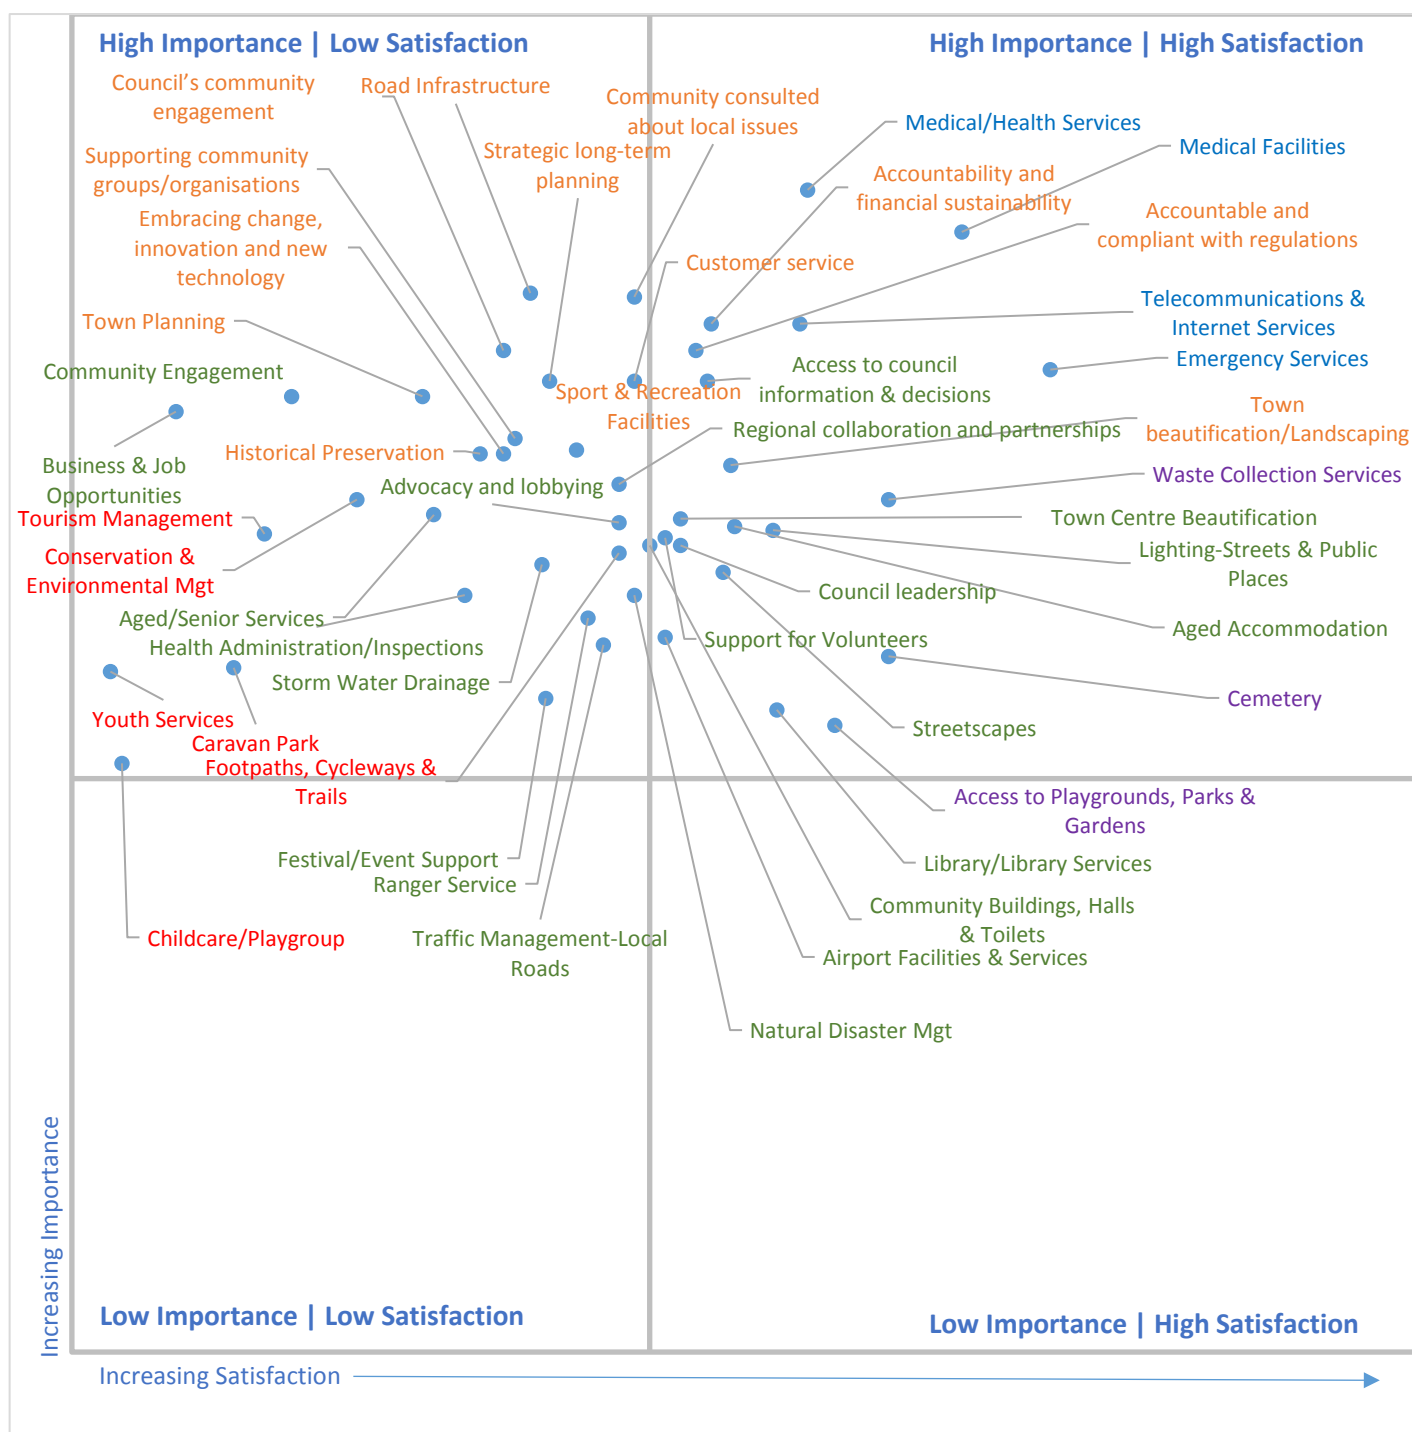 High Importance | Low Satisfaction
High Importance | High Satisfaction
Council's community
engagement
Road Infrastructure
Community consulted
about local issues
Medical/Health Services
Medical Facilities
Supporting community
groups/organisations
Strategic long-term
planning
Accountability and
financial sustainability
Accountable and
compliant with regulations
Embracing change,
innovation and new
technology
Customer service
Telecommunications &
Internet Services
Town Planning
Emergency Services
Community Engagement
Access to council
information & decisions
Sport & Recreation
Facilities
Town
beautification/Landscaping
Regional collaboration and partnerships
Historical Preservation
Business & Job
Opportunities
Advocacy and lobbying
Waste Collection Services
Tourism Management
Town Centre Beautification
Conservation &
Environmental Mgt
Lighting-Streets & Public
Places
Council leadership
Aged/Senior Services
Aged Accommodation
Health Administration/Inspections
Support for Volunteers
Storm Water Drainage
Cemetery
Youth Services
Streetscapes
Caravan Park
Footpaths, Cycleways &
Trails
Access to Playgrounds, Parks &
Gardens
Festival/Event Support
Library/Library Services
Ranger Service
Community Buildings, Halls
& Toilets
Childcare/Playgroup
Traffic Management-Local
Roads
Airport Facilities & Services
Natural Disaster Mgt
Increasing Importance
Low Importance | Low Satisfaction
Low Importance | High Satisfaction
Increasing Satisfaction